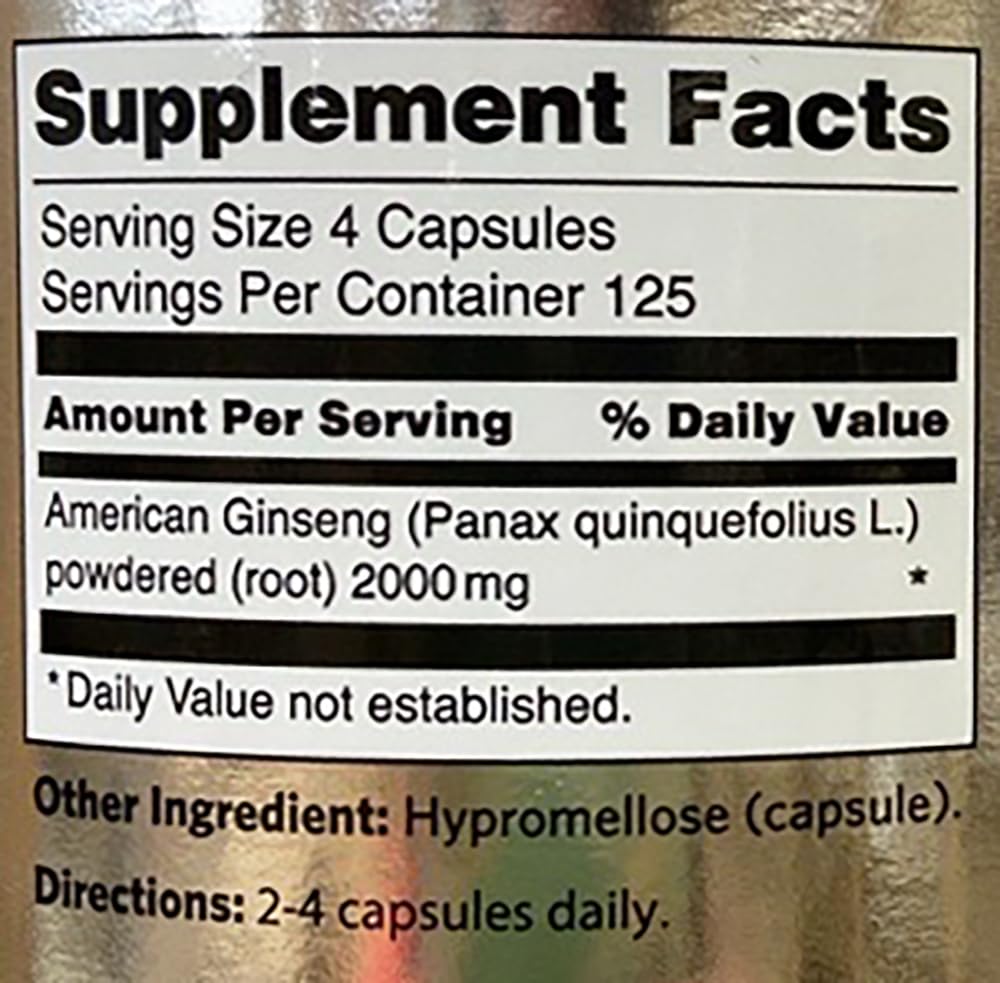 Supplement Facts
Serving Size 4 Capsules
Servings Per Container 125
Amount Per Serving % Daily Value
American Ginseng (Panax quinquefolius L.)
powdered (root) 2000 mg *
*Daily Value not established.
Other Ingredient: Hypromellose (capsule).
Directions: 2-4 capsules daily.